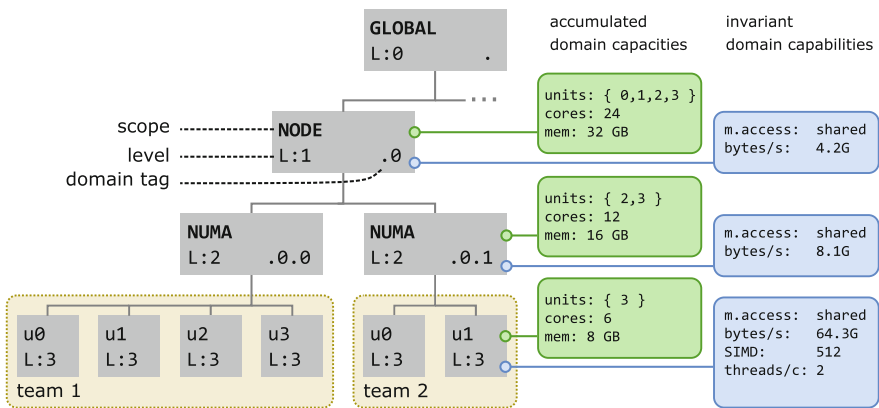 accumulated
domain capacities
invariant
domain capabilities
GLOBAL
L:0 .
...
units: { 0,1,2,3 }
cores: 24
mem: 32 GB
scope
level
domain tag
NODE
L:1 .0
m.access: shared
bytes/s: 4.2G
units: { 2,3 }
cores: 12
mem: 16 GB
NUMA
L:2 .0.0
NUMA
L:2 .0.1
m.access: shared
bytes/s: 8.1G
units: { 3 }
cores: 6
mem: 8 GB
u0
L:3
u1
L:3
u2
L:3
u3
L:3
team 1
u0
L:3
u1
L:3
team 2
m.access: shared
bytes/s: 64.3G
SIMD: 512
threads/c: 2